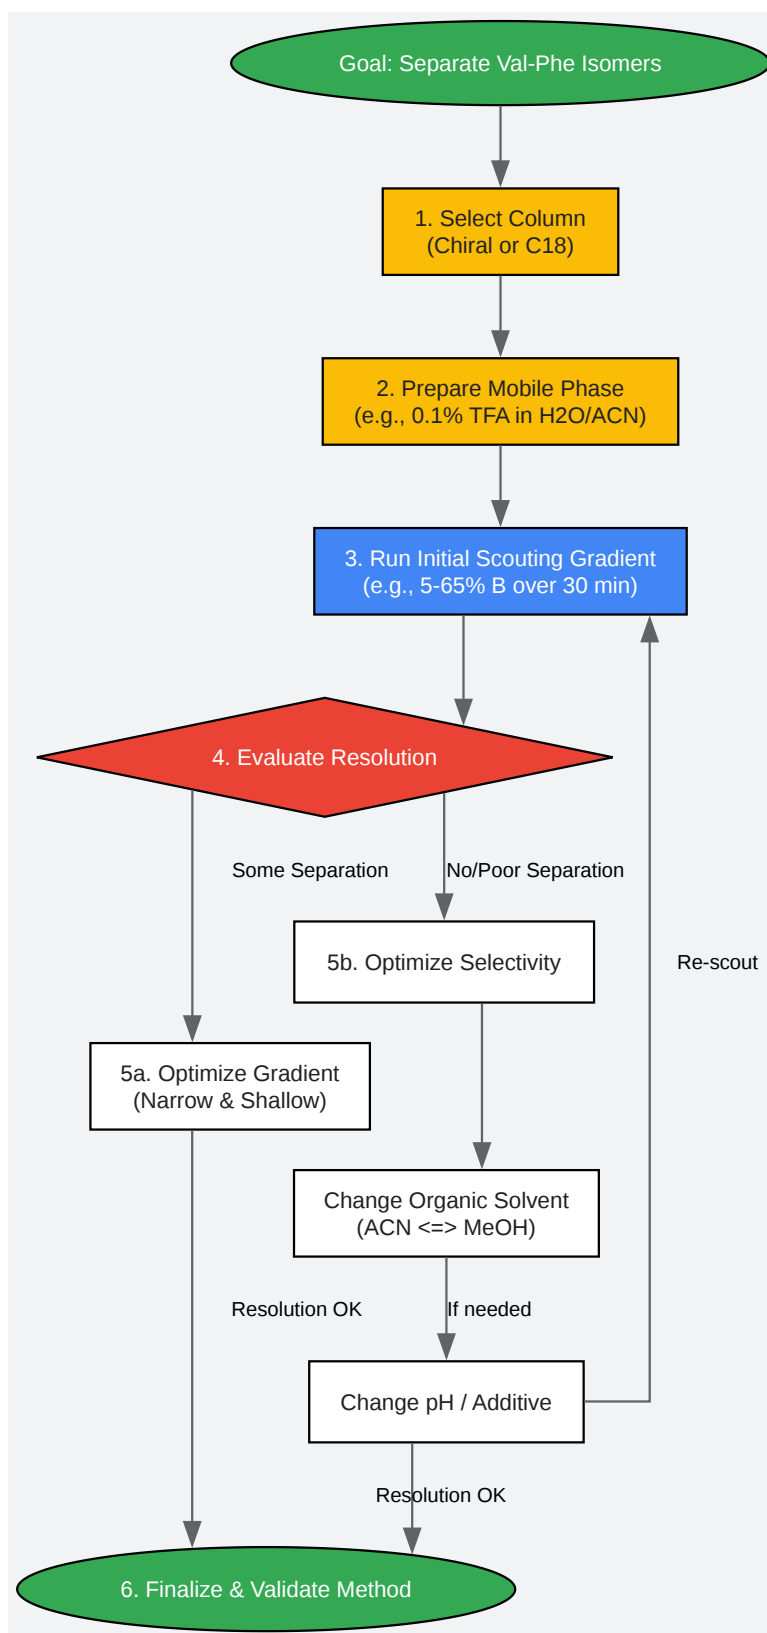 Goal: Separate Val-Phe Isomers
1. Select Column
(Chiral or C18)
2. Prepare Mobile Phase
(e.g., 0.1% TFA in H2O/ACN)
3. Run Initial Scouting Gradient
(e.g., 5-65% B over 30 min)
4. Evaluate Resolution
Some Separation
No/Poor Separation
5b. Optimize Selectivity
Re-scout
5a. Optimize Gradient
(Narrow & Shallow)
Change Organic Solvent
(ACN <=> MeOH)
Resolution OK
If needed
Change pH / Additive
Resolution OK
6. Finalize & Validate Method